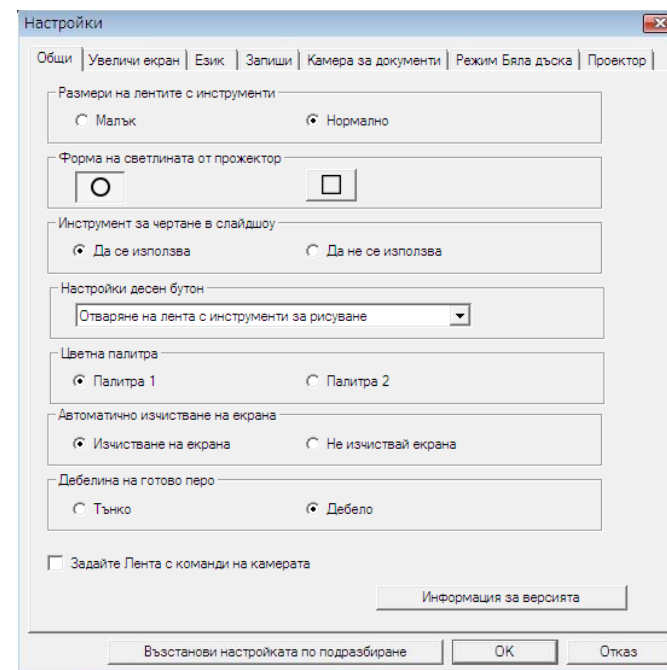 Настройки
Общи Увеличи екран Език Запиши Камера за документи Режим Бяла дъска Проектор
Размери на лентите с инструменти
Малък Нормално
Форма на светлината от прожектор
Инструмент за чертане в слайдшоу
Да се използва Да не се използва
Настройки десен бутон
Отваряне на лента с инструменти за рисуване
Цветна палитра
Палитра 1 Палитра 2
Автоматично изчистване на екрана
Изчистване на екрана Не изчиствай екрана
Дебелина на готово перо
Тънко Дебело
Задайте Лента с команди на камерата
Информация за версията
Възстанови настройката по подразбиране OK Отказ